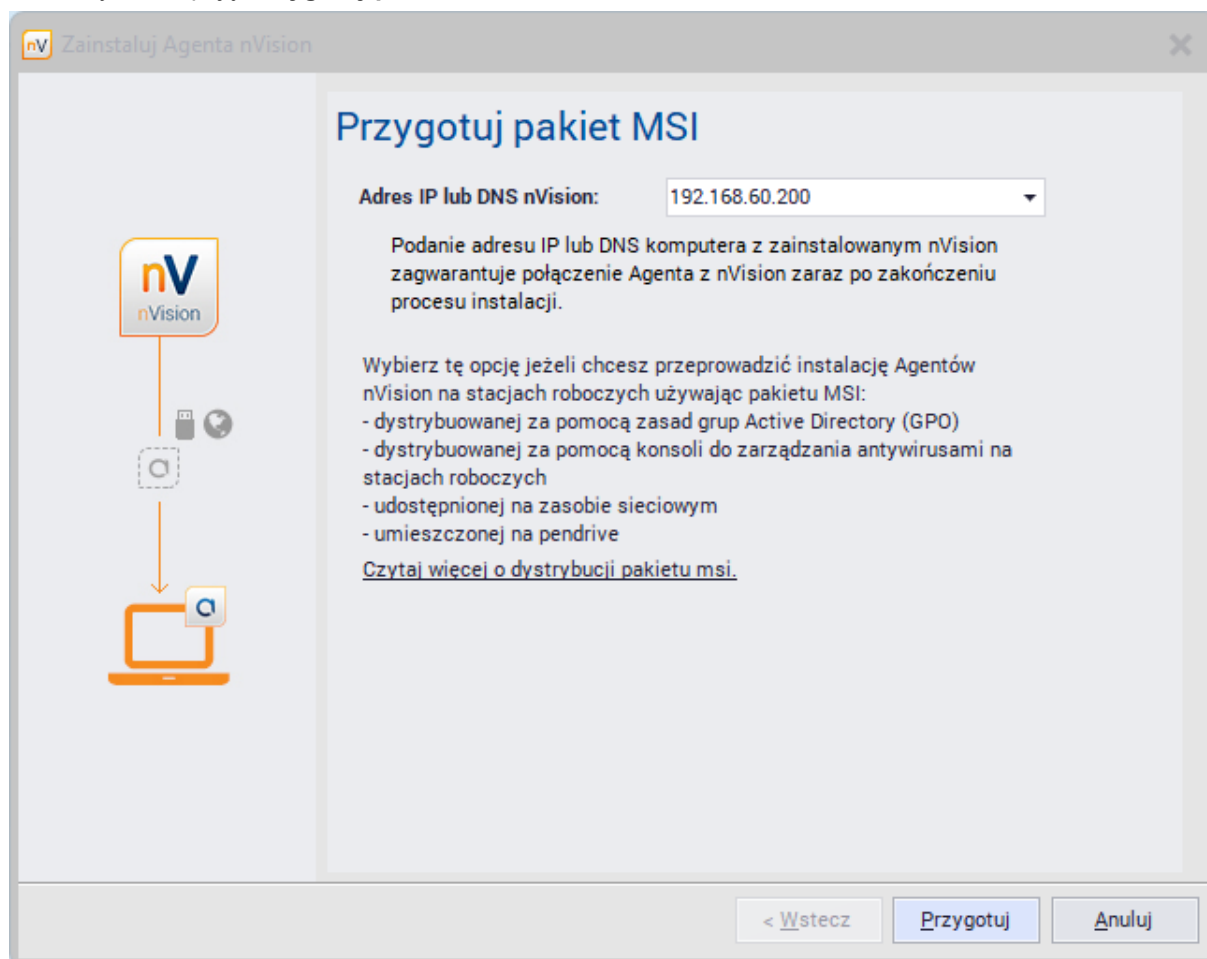 nV Zainstaluj Agenta nVision
Przygotuj pakiet MSI
Adres IP lub DNS nVision: 192.168.60.200
Podanie adresu IP lub DNS komputera z zainstalowanym nVision
zagwarantuje połączenie Agenta z nVision zaraz po zakończeniu
procesu instalacji.
nV
nVision
Wybierz tę opcję jeżeli chcesz przeprowadzić instalację Agentów
nVision na stacjach roboczych używając pakietu MSI:
- dystrybuowanej za pomocą zasad grup Active Directory (GPO)
- dystrybuowanej za pomocą konsoli do zarządzania antywirusami na
stacjach roboczych
- udostępnionej na zasobie sieciowym
- umieszczonej na pendrive
Czytaj więcej o dystrybucji pakietu msi.
< Wstecz Przygotuj Anuluj